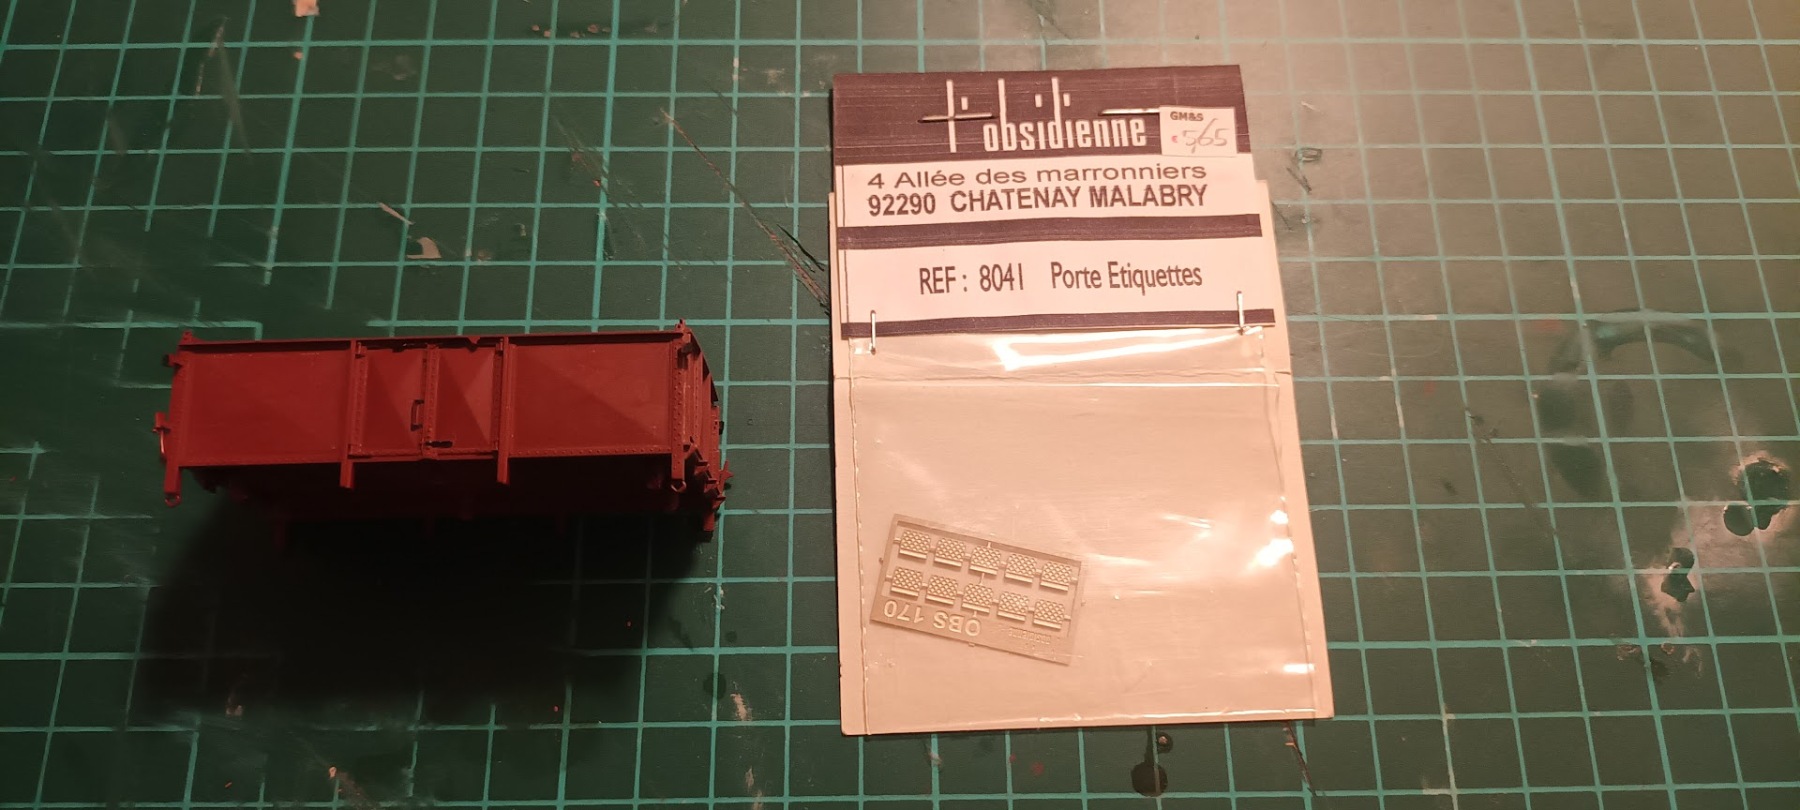 l'obsidienne
GM&S
€ 5,65
4 Allée des marronniers
92290 CHATENAY MALABRY
REF : 8041 Porte Etiquettes
OBS 170